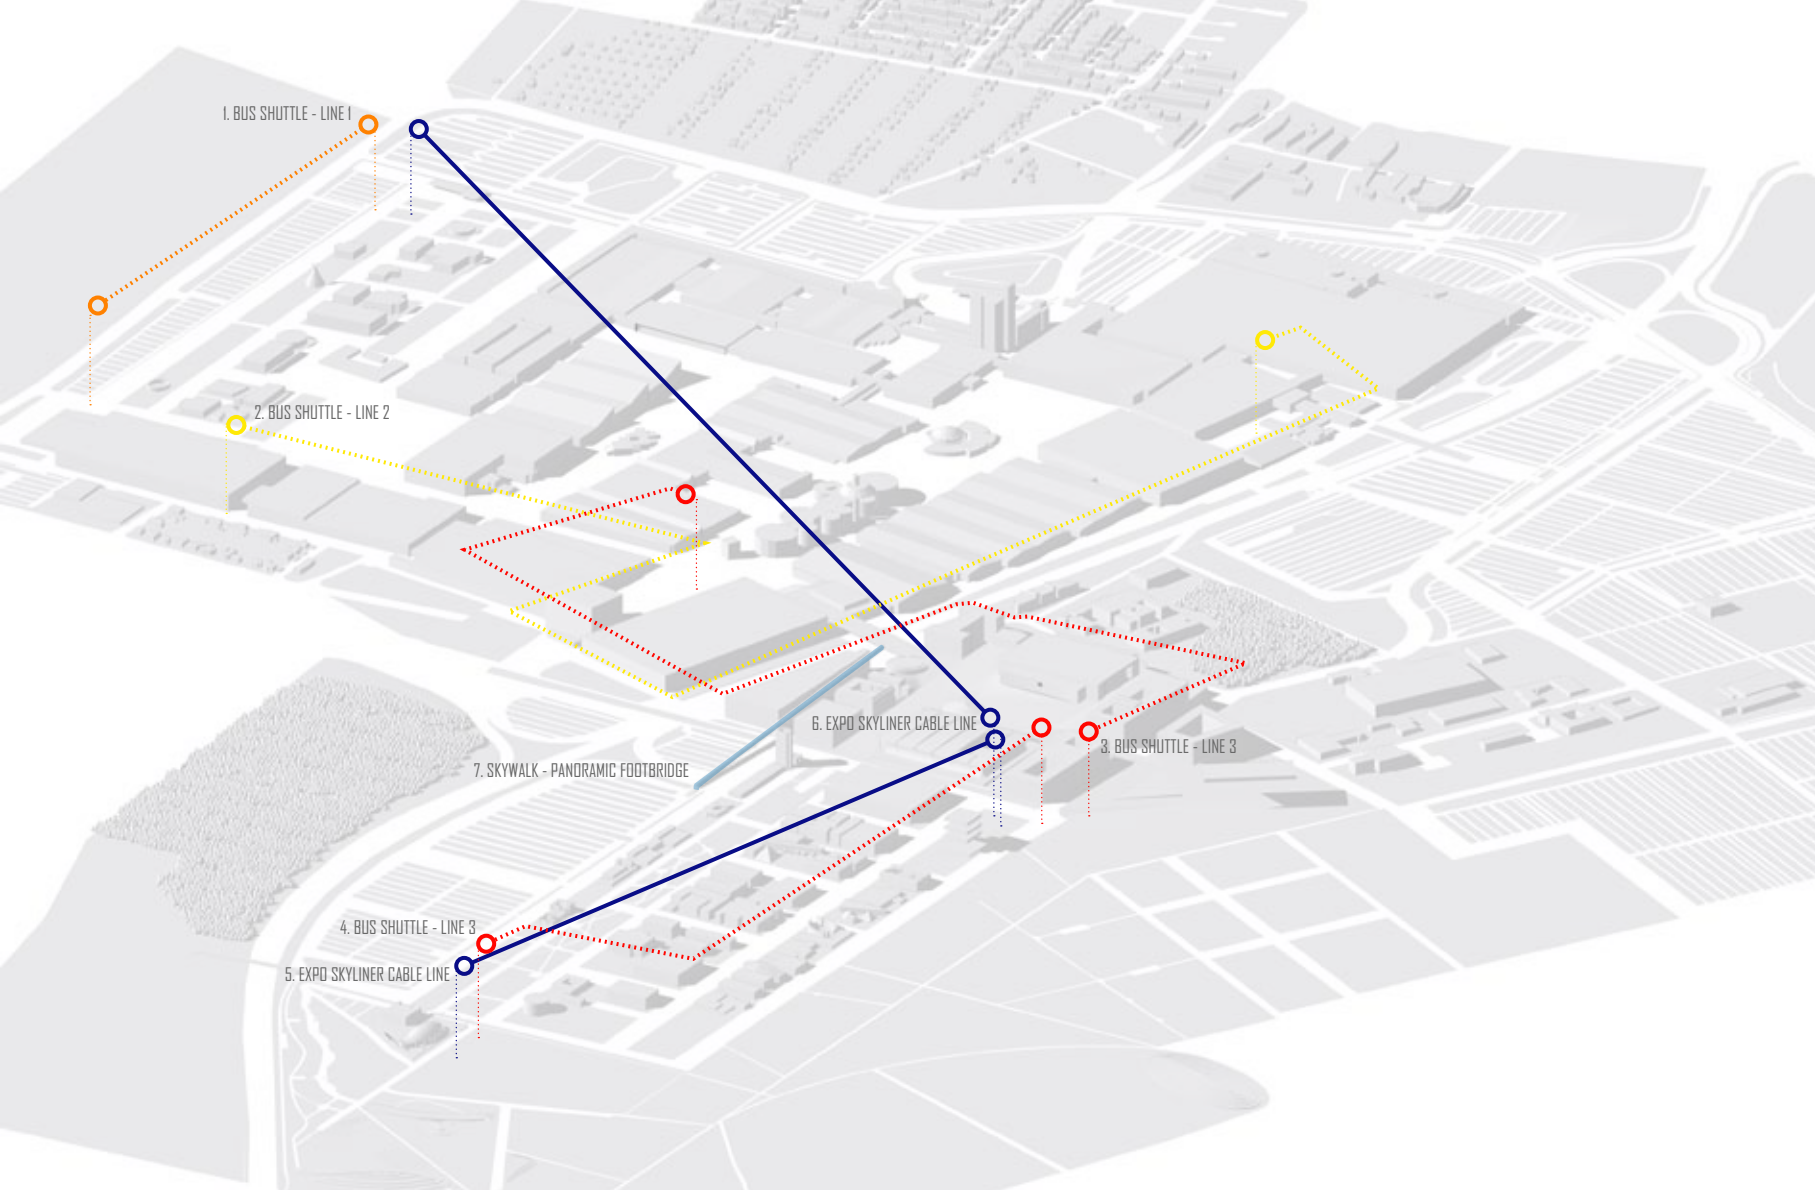 1. BUS SHUTTLE - LINE 1
2. BUS SHUTTLE - LINE 2
6. EXPO SKYLINER CABLE LINE
3. BUS SHUTTLE - LINE 3
7. SKYWALK - PANORAMIC FOOTBRIDGE
4. BUS SHUTTLE - LINE 3
5. EXPO SKYLINER CABLE LINE